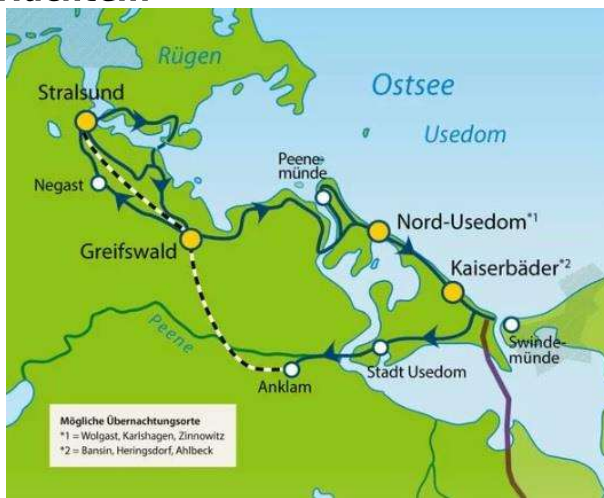 Rügen
Stralsund
Ostsee
Usedom
Peene-
münde
Negast
Nord-Usedom*1
Greifswald
Kaiserbäder*2
Swinde-
münde
Peene
Stadt Usedom
Anklam
Mögliche Übernachtungsorte
*1 = Wolgast, Karlshagen, Zinnowitz
*2 = Bansin, Heringsdorf, Ahlbeck